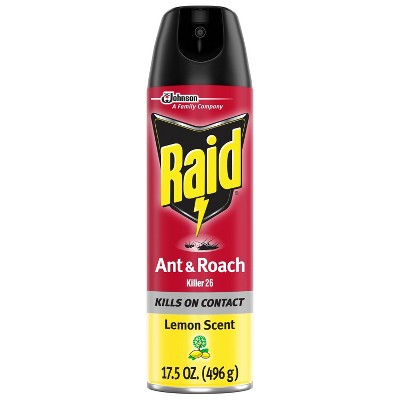 SC Johnson
A Family Company
Raid
Ant & Roach
Killer 26
KILLS ON CONTACT
Lemon Scent
17.5 OZ. (496 g)